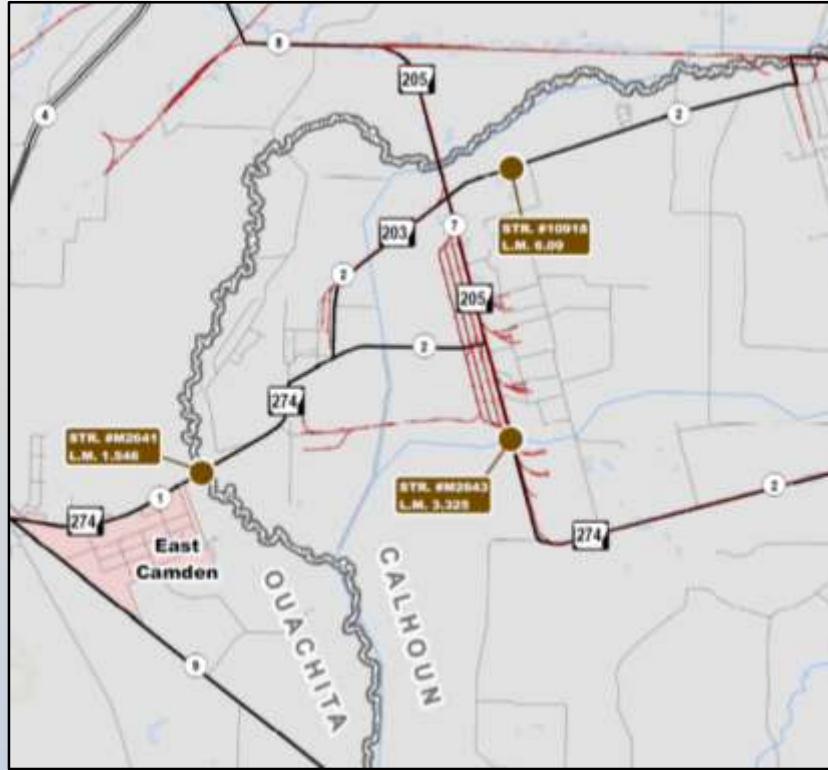 8
205
4
2
STR. #10918
L.M. 6.09
203
7
2
205
2
274
STR. #M2641
L.M. 1.546
STR. #M2643
L.M. 3.325
1
2
274
274
East
Camden
OUACHITA
CALHOUN
9